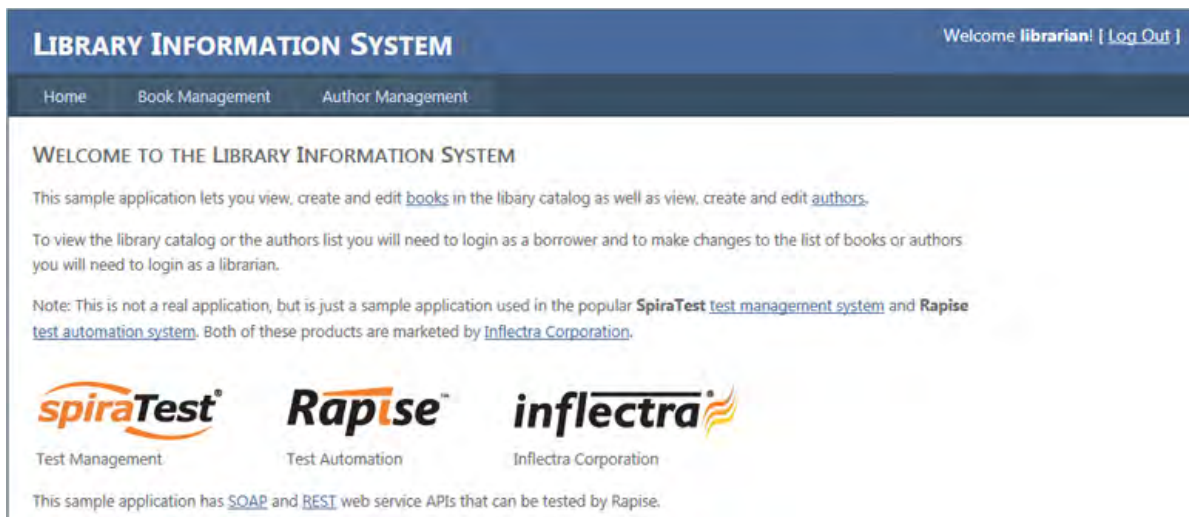 LIBRARY INFORMATION SYSTEM
Welcome librarian! [ Log Out ]
Home Book Management Author Management
WELCOME TO THE LIBRARY INFORMATION SYSTEM
This sample application lets you view, create and edit books in the libary catalog as well as view, create and edit authors.
To view the library catalog or the authors list you will need to login as a borrower and to make changes to the list of books or authors
you will need to login as a librarian.
Note: This is not a real application, but is just a sample application used in the popular SpiraTest test management system and Rapise
test automation system. Both of these products are marketed by Inflectra Corporation.
spiraTest® Rapise™ inflectra®
Test Management Test Automation Inflectra Corporation
This sample application has SOAP and REST web service APIs that can be tested by Rapise.